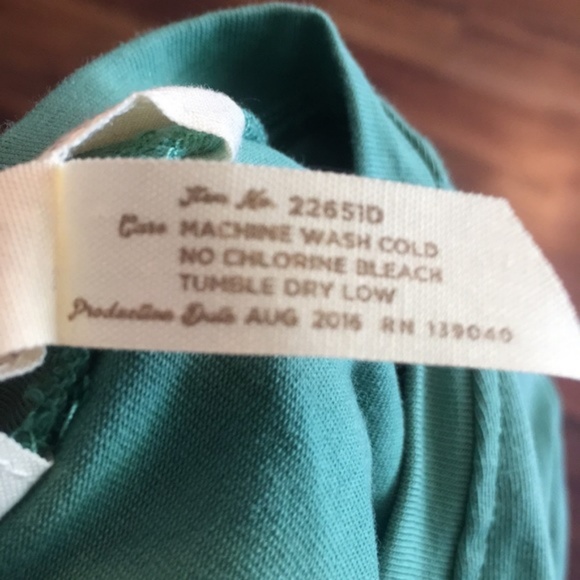 Item No. 22651D
Care MACHINE WASH COLD
NO CHLORINE BLEACH
TUMBLE DRY LOW
Production Date AUG 2016 RN 139040